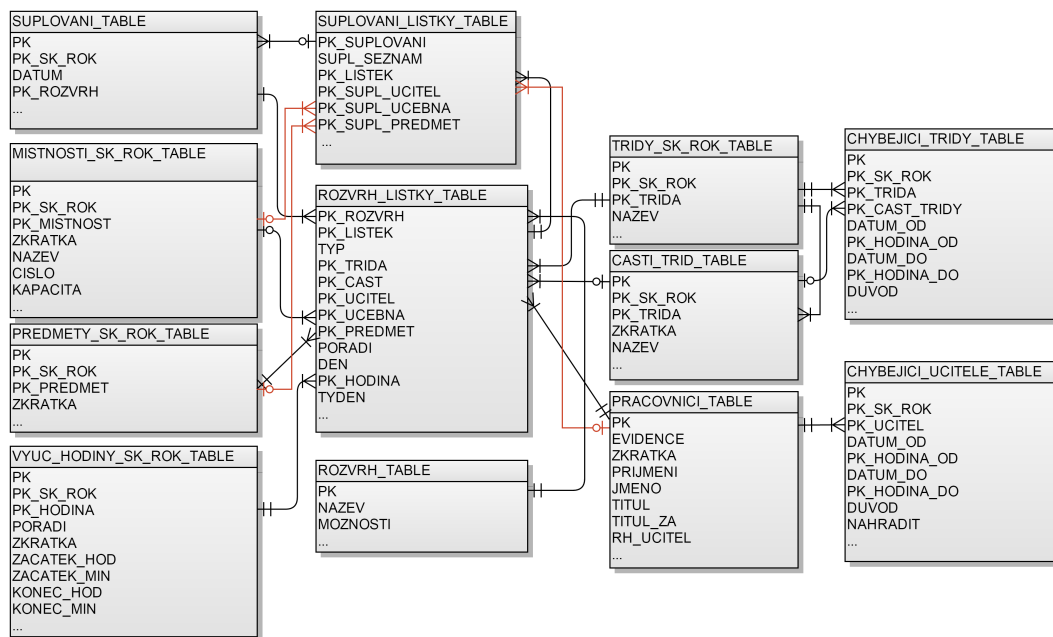 SUPLOVANI_TABLE
PK
PK_SK_ROK
DATUM
PK_ROZVRH
...
MISTNOSTI_SK_ROK_TABLE
PK
PK_SK_ROK
PK_MISTNOST
ZKRATKA
NAZEV
CISLO
KAPACITA
...
PREDMETY_SK_ROK_TABLE
PK
PK_SK_ROK
PK_PREDMET
ZKRATKA
...
VYUC_HODINY_SK_ROK_TABLE
PK
PK_SK_ROK
PK_HODINA
PORADI
ZKRATKA
ZACATEK_HOD
ZACATEK_MIN
KONEC_HOD
KONEC_MIN
...
SUPLOVANI_LISTKY_TABLE
PK_SUPLOVANI
SUPL_SEZNAM
PK_LISTEK
PK_SUPL_UCITEL
PK_SUPL_UCEBNA
PK_SUPL_PREDMET
...
ROZVRH_LISTKY_TABLE
PK_ROZVRH
PK_LISTEK
TYP
PK_TRIDA
PK_CAST
PK_UCITEL
PK_UCEBNA
PK_PREDMET
PORADI
DEN
PK_HODINA
TYDEN
...
ROZVRH_TABLE
PK
NAZEV
MOZNOSTI
...
TRIDY_SK_ROK_TABLE
PK
PK_SK_ROK
PK_TRIDA
NAZEV
...
CASTI_TRID_TABLE
PK
PK_SK_ROK
PK_TRIDA
ZKRATKA
NAZEV
...
PRACOVNICI_TABLE
PK
EVIDENCE
ZKRATKA
PRIJMENI
JMENO
TITUL
TITUL_ZA
RH_UCITEL
...
CHYBEJICI_TRIDY_TABLE
PK
PK_SK_ROK
PK_TRIDA
PK_CAST_TRIDY
DATUM_OD
PK_HODINA_OD
DATUM_DO
PK_HODINA_DO
DUVOD
...
CHYBEJICI_UCITELE_TABLE
PK
PK_SK_ROK
PK_UCITEL
DATUM_OD
PK_HODINA_OD
DATUM_DO
PK_HODINA_DO
DUVOD
NAHRADIT
...